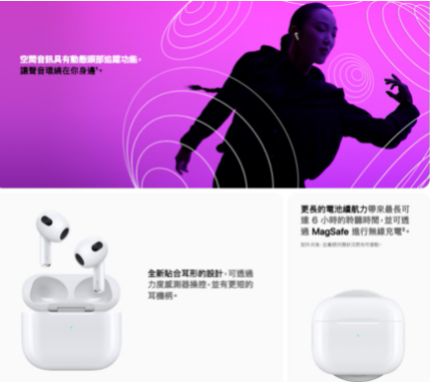 空間音訊具有動態頭部追蹤功能，
讓聲音環繞在你身邊¹。
更長的電池續航力帶來最長可
達 6 小時的聆聽時間，並可透
過 MagSafe 進行無線充電²。
全新貼合耳形的設計，可透過
力度感測器操控，並有更短的
耳機柄。